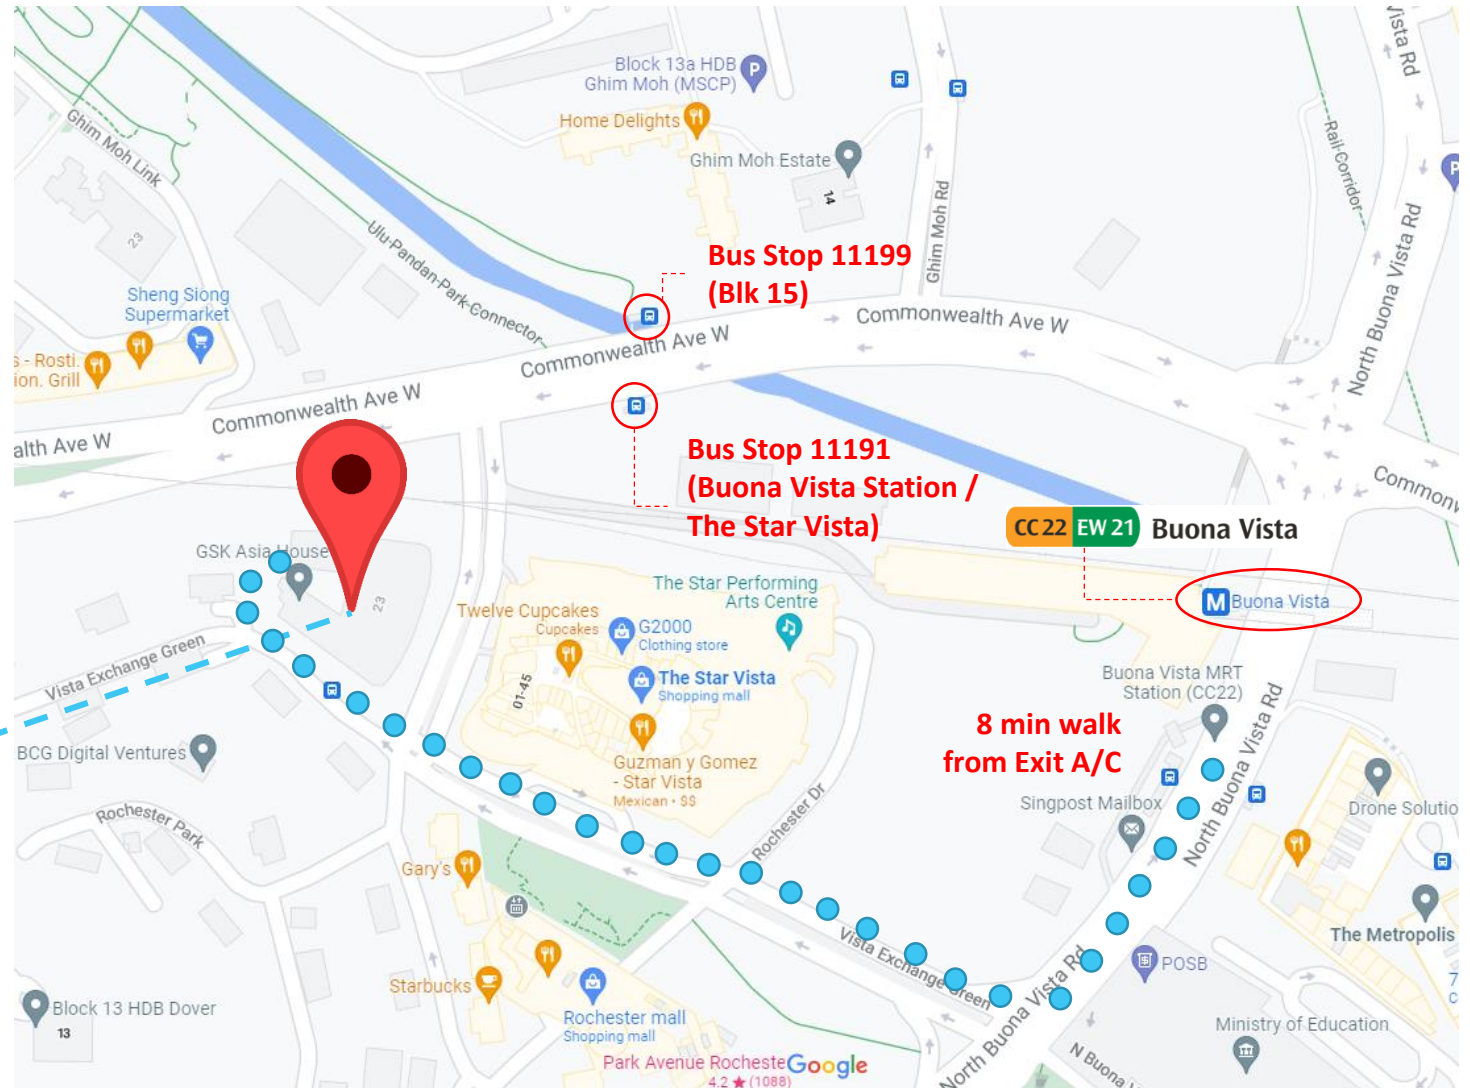 Vista Rd
Block 13a HDB
Ghim Moh (MSCP)
P
Home Delights
Ghim Moh Estate
14
Ghim Moh Link
23
Rail-Corridor
P
Ghim Moh Rd
North Buona Vista Rd
Ulu-Pandan-Park-Connector
Bus Stop 11199
(Blk 15)
Sheng Siong
Supermarket
s - Rosti.
ion. Grill
Commonwealth Ave W
Commonwealth Ave W
Commonwealth Ave W
alth Ave W
Bus Stop 11191
(Buona Vista Station /
The Star Vista)
Commonw
CC22 EW21 Buona Vista
GSK Asia House
23
The Star Performing
Arts Centre
M Buona Vista
Twelve Cupcakes
Cupcakes
G2000
Clothing store
Vista Exchange Green
The Star Vista
Shopping mall
01-45
Buona Vista MRT
Station (CC22)
8 min walk
from Exit A/C
BCG Digital Ventures
Guzman y Gomez
- Star Vista
Mexican • $$
Rochester Park
Rochester Dr
Singpost Mailbox
North Buona Vista Rd
Drone Solutio
Gary's
The Metropolis
Vista Exchange Green
POSB
Starbucks
7
C
Block 13 HDB Dover
13
Rochester mall
Shopping mall
North Buona Vista Rd
Ministry of Education
N Buona V
Park Avenue Rocheste
Google
4.2 ★ (1088)